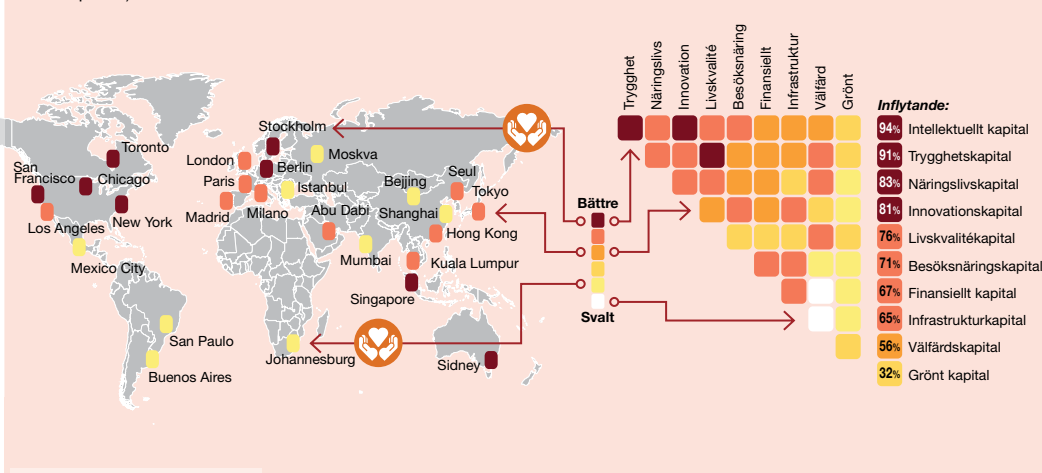 Stockholm
Toronto
London
Moskva
San
Francisco
Chicago
Berlin
Paris
Istanbul
Beijing
Seul
Tokyo
Madrid
Milano
Abu Dabi
Shanghai
New York
Los Angeles
Hong Kong
Mumbai
Mexico City
Kuala Lumpur
Singapore
San Paulo
Johannesburg
Sidney
Buenos Aires
Bättre
Svalt
Trygghet
Näringslivs
Innovation
Livskvalité
Besöksnäring
Finansiellt
Infrastruktur
Välfärd
Grönt
Inflytande:
94% Intellektuellt kapital
91% Trygghetskapital
83% Näringslivskapital
81% Innovationskapital
76% Livskvalitékapital
71% Besöksnäringskapital
67% Finansiellt kapital
65% Infrastrukturkapital
56% Välfärdskapital
32% Grönt kapital